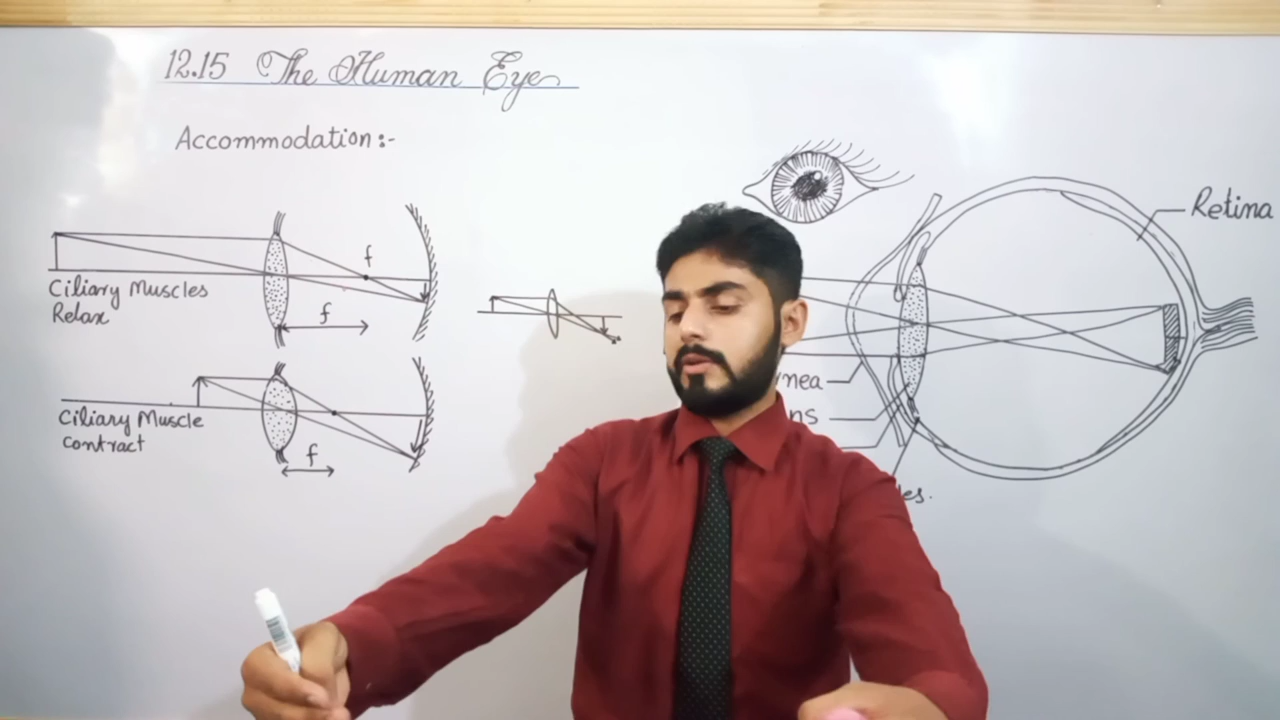 12.15 The Human Eye
Accommodation:-
Retina
f
Ciliary Muscles
Relax
f
Ciliary Muscle
contract
f